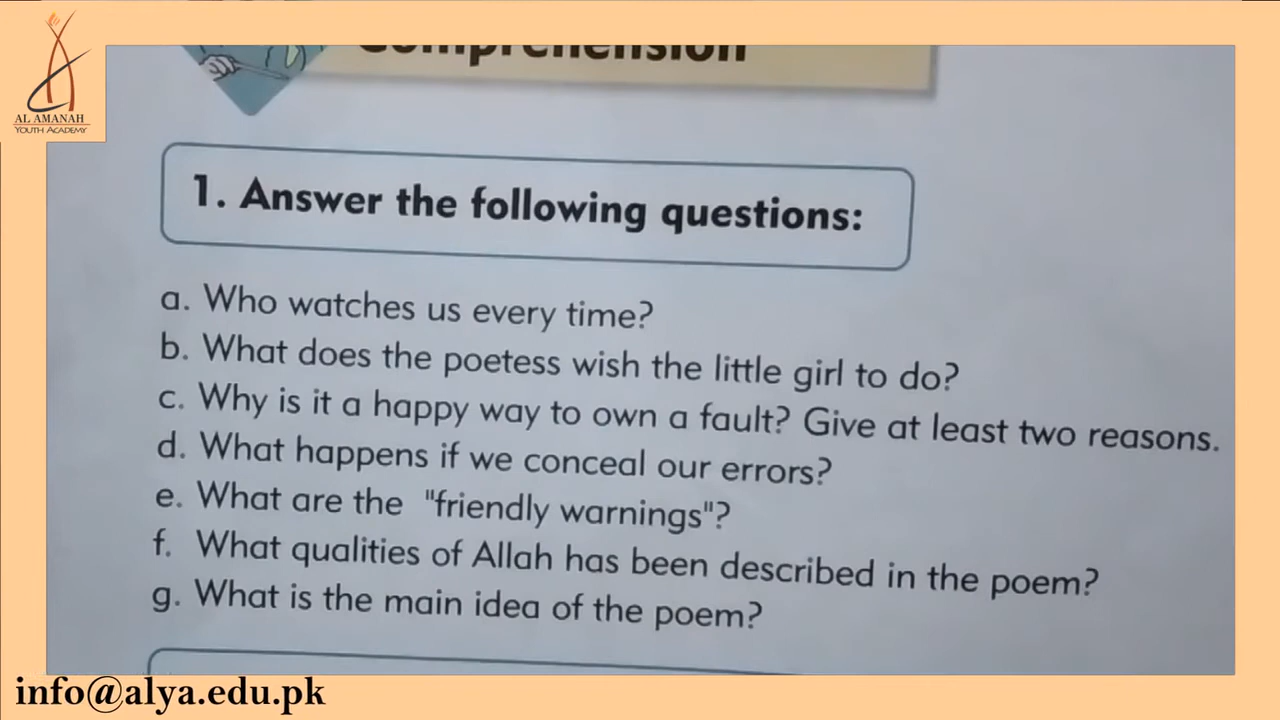 AL AMANAH
YOUTH ACADEMY
Comprehension
1. Answer the following questions:
a. Who watches us every time?
b. What does the poetess wish the little girl to do?
c. Why is it a happy way to own a fault? Give at least two reasons.
d. What happens if we conceal our errors?
e. What are the "friendly warnings"?
f. What qualities of Allah has been described in the poem?
g. What is the main idea of the poem?
info@alya.edu.pk